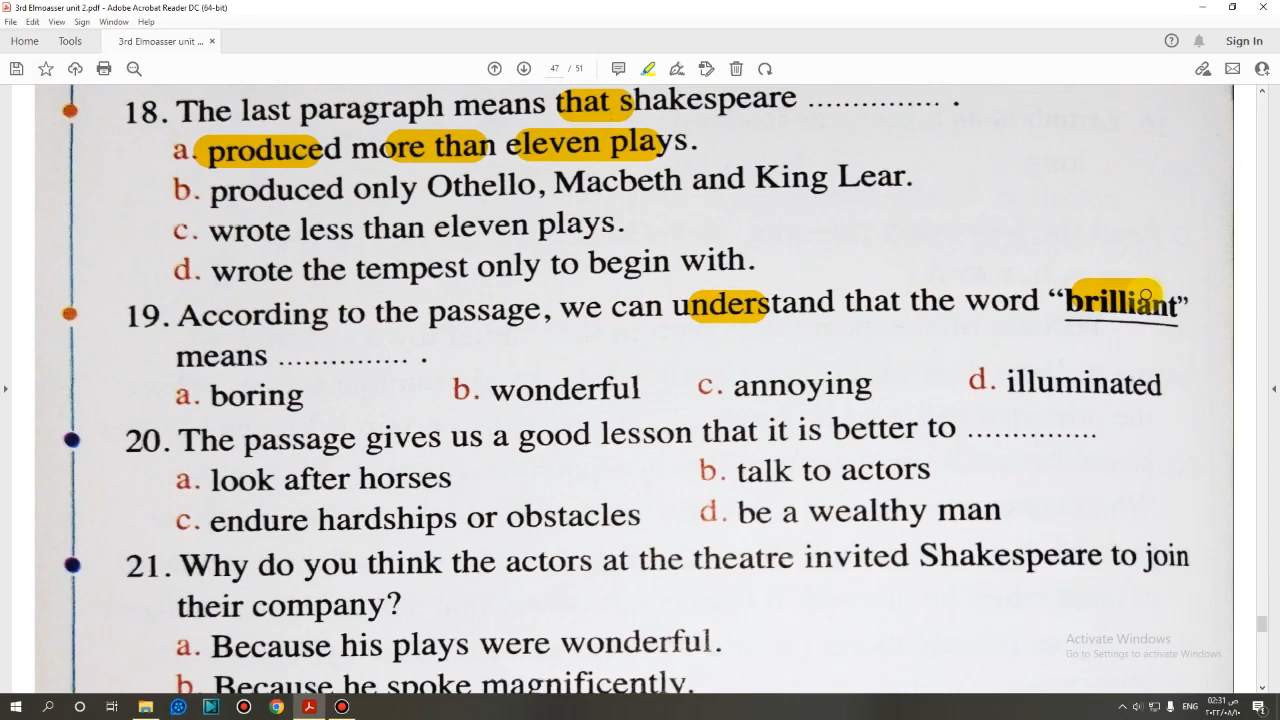 3rd Elmoasser unit 2.pdf - Adobe Acrobat Reader DC (64-bit)
File Edit View Sign Window Help
Home Tools 3rd Elmoasser unit ... × Sign In
47 / 51
18. The last paragraph means that shakespeare ............... .
a. produced more than eleven plays.
b. produced only Othello, Macbeth and King Lear.
c. wrote less than eleven plays.
d. wrote the tempest only to begin with.
19. According to the passage, we can understand that the word “brilliant”
means ............... .
a. boring b. wonderful c. annoying d. illuminated
20. The passage gives us a good lesson that it is better to ...............
a. look after horses b. talk to actors
c. endure hardships or obstacles d. be a wealthy man
21. Why do you think the actors at the theatre invited Shakespeare to join
their company?
a. Because his plays were wonderful.
b. Because he spoke magnificently.
Activate Windows
Go to Settings to activate Windows.
ENG 02:31 ص